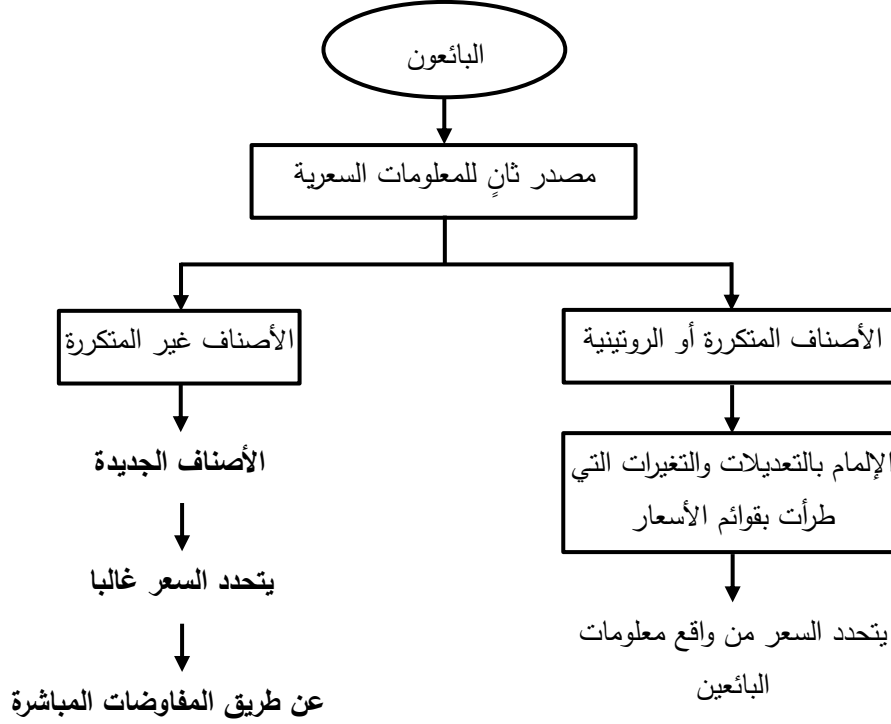 البائعون
مصدر ثانٍ للمعلومات السعرية
الأصناف المتكررة أو الروتينية
الإلمام بالتعديلات والتغيرات التي
طرأت بقوائم الأسعار
يتحدد السعر من واقع معلومات
البائعين
الأصناف غير المتكررة
الأصناف الجديدة
يتحدد السعر غالبا
عن طريق المفاوضات المباشرة